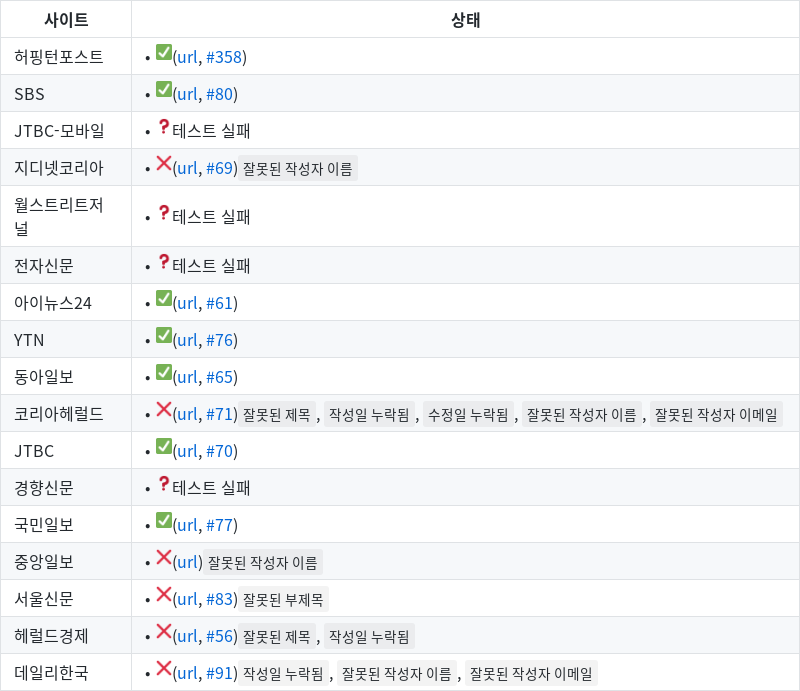 사이트 상태
허핑턴포스트 • ✅(url, #358)
SBS • ✅(url, #80)
JTBC-모바일 • ❓테스트 실패
지디넷코리아 • ❌(url, #69) 잘못된 작성자 이름
월스트리트저
널 • ❓테스트 실패
전자신문 • ❓테스트 실패
아이뉴스24 • ✅(url, #61)
YTN • ✅(url, #76)
동아일보 • ✅(url, #65)
코리아헤럴드 • ❌(url, #71) 잘못된 제목 , 작성일 누락됨 , 수정일 누락됨 , 잘못된 작성자 이름 , 잘못된 작성자 이메일
JTBC • ✅(url, #70)
경향신문 • ❓테스트 실패
국민일보 • ✅(url, #77)
중앙일보 • ❌(url) 잘못된 작성자 이름
서울신문 • ❌(url, #83) 잘못된 부제목
헤럴드경제 • ❌(url, #56) 잘못된 제목 , 작성일 누락됨
데일리한국 • ❌(url, #91) 작성일 누락됨 , 잘못된 작성자 이름 , 잘못된 작성자 이메일